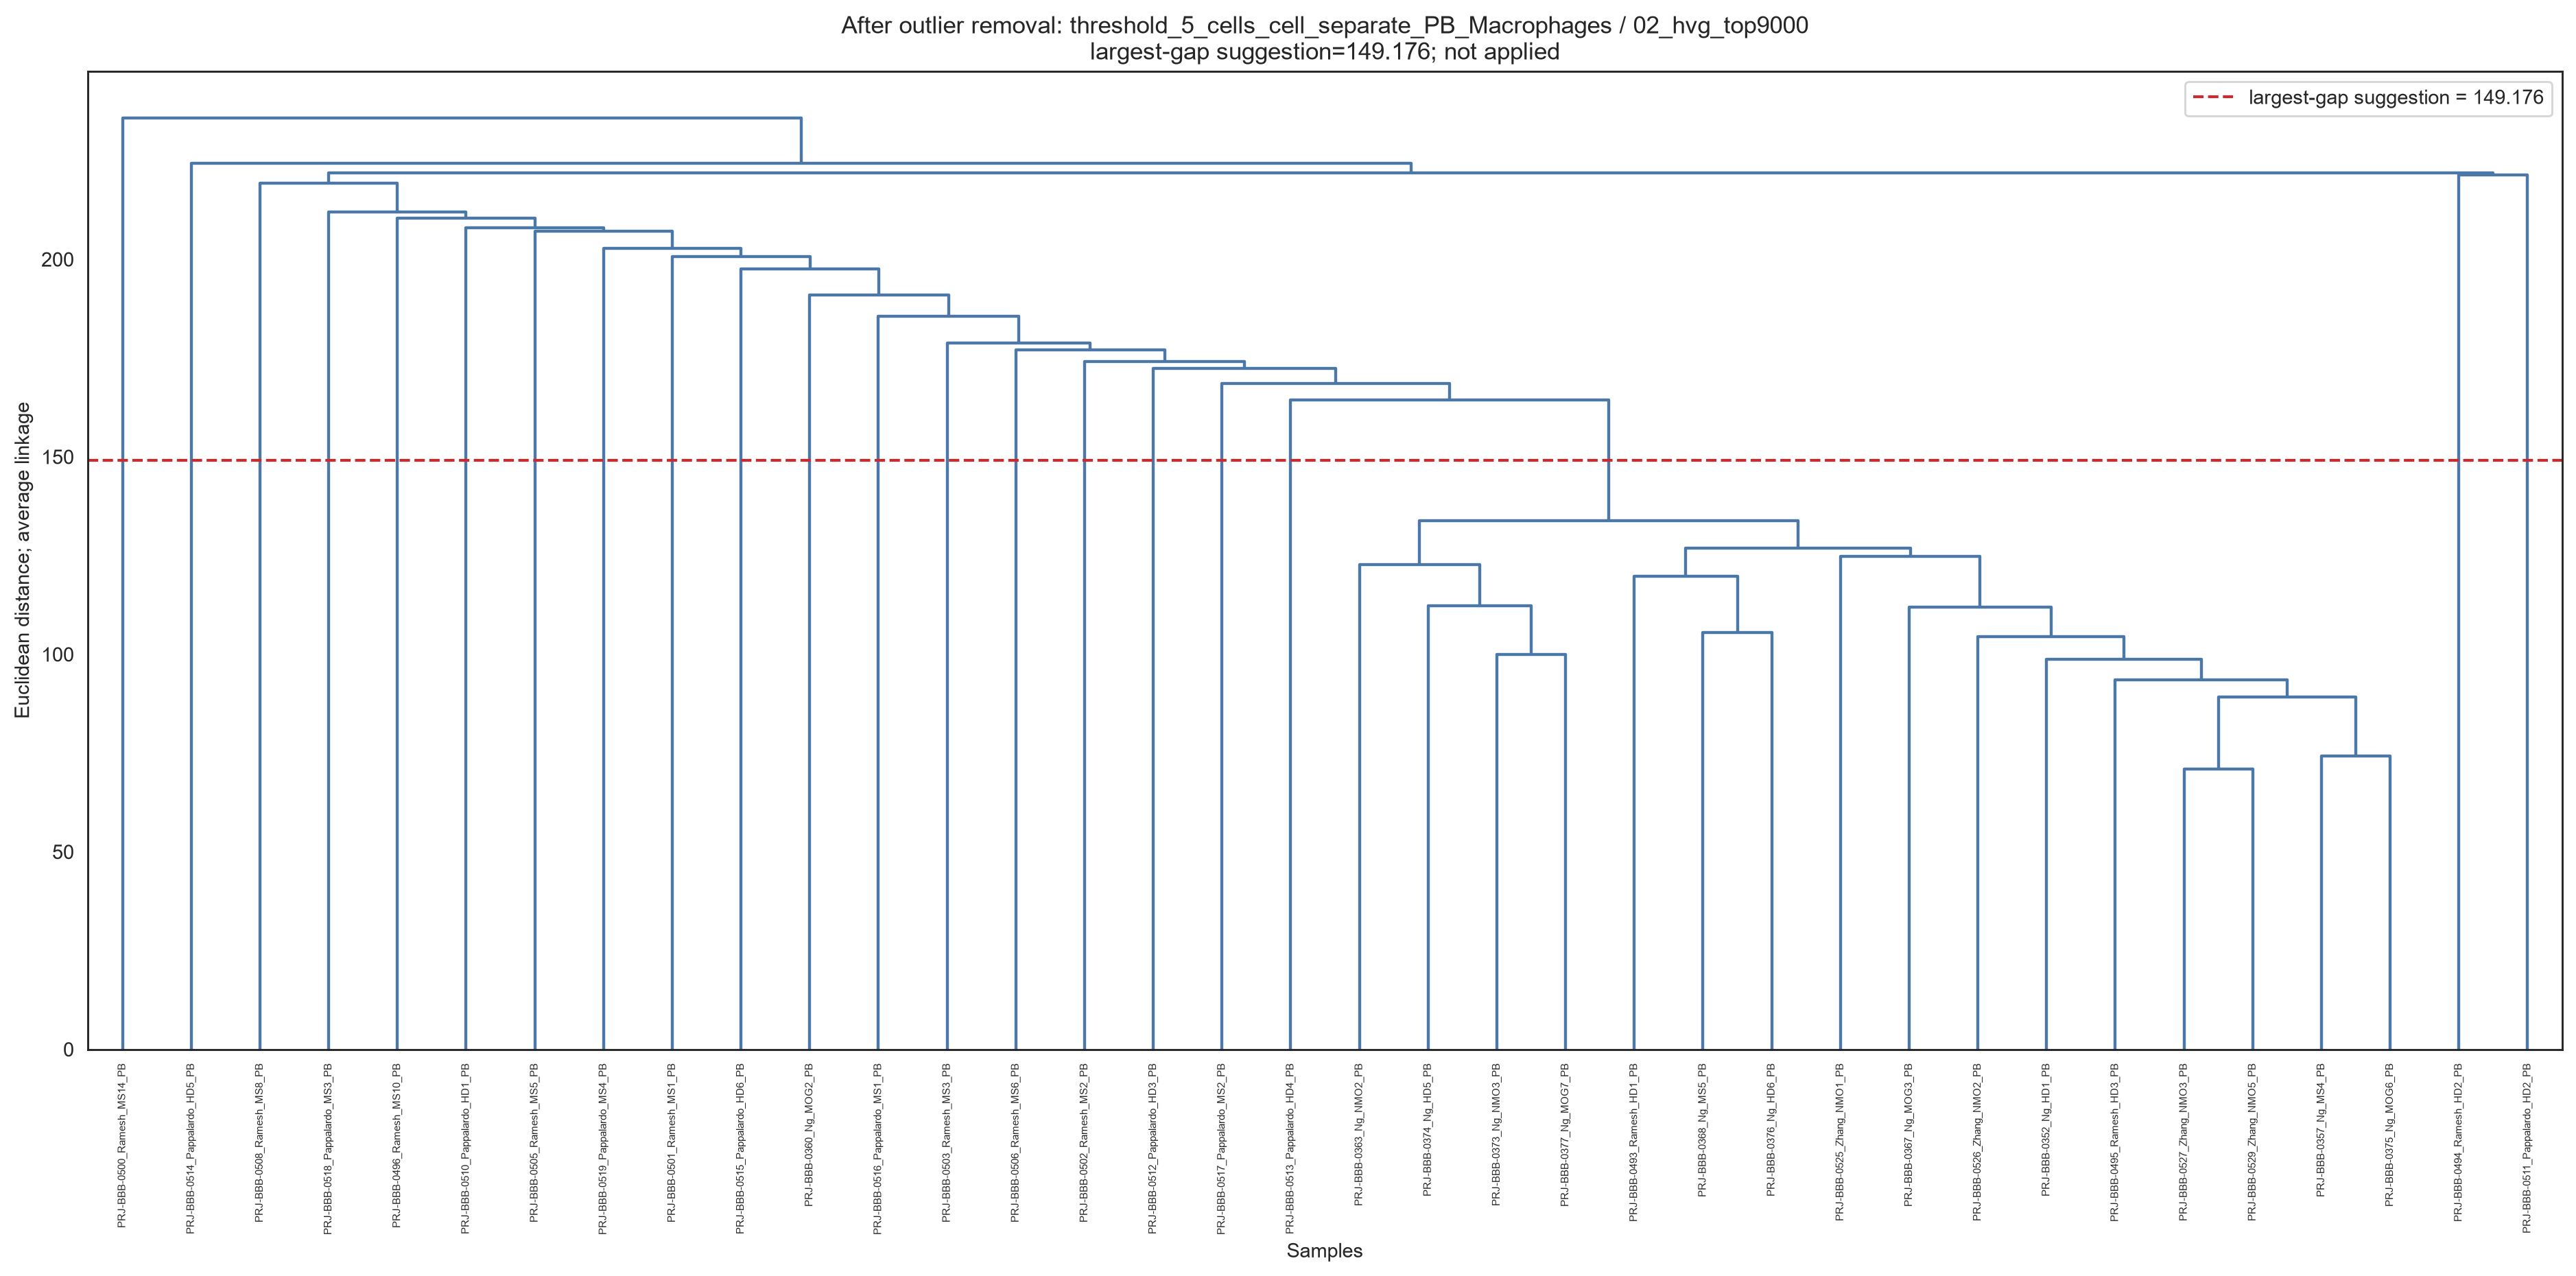 After outlier removal: threshold_5_cells_cell_separate_PB_Macrophages / 02_hvg_top9000
largest-gap suggestion=149.176; not applied
largest-gap suggestion = 149.176
Euclidean distance; average linkage
200
150
100
50
0
PRJ-BBB-0500_Ramesh_MS14_PB
PRJ-BBB-0514_Pappalardo_HD5_PB
PRJ-BBB-0508_Ramesh_MS8_PB
PRJ-BBB-0518_Pappalardo_MS3_PB
PRJ-BBB-0496_Ramesh_MS10_PB
PRJ-BBB-0510_Pappalardo_HD1_PB
PRJ-BBB-0505_Ramesh_MS5_PB
PRJ-BBB-0519_Pappalardo_MS4_PB
PRJ-BBB-0501_Ramesh_MS1_PB
PRJ-BBB-0515_Pappalardo_HD6_PB
PRJ-BBB-0360_Ng_MOG2_PB
PRJ-BBB-0516_Pappalardo_MS1_PB
PRJ-BBB-0503_Ramesh_MS3_PB
PRJ-BBB-0506_Ramesh_MS6_PB
PRJ-BBB-0502_Ramesh_MS2_PB
PRJ-BBB-0512_Pappalardo_HD3_PB
PRJ-BBB-0517_Pappalardo_MS2_PB
PRJ-BBB-0513_Pappalardo_HD4_PB
PRJ-BBB-0363_Ng_NMO2_PB
PRJ-BBB-0374_Ng_HD5_PB
PRJ-BBB-0373_Ng_NMO3_PB
PRJ-BBB-0377_Ng_MOG7_PB
PRJ-BBB-0493_Ramesh_HD1_PB
PRJ-BBB-0368_Ng_MS5_PB
PRJ-BBB-0376_Ng_HD6_PB
PRJ-BBB-0525_Zhang_NMO1_PB
PRJ-BBB-0367_Ng_MOG3_PB
PRJ-BBB-0526_Zhang_NMO2_PB
PRJ-BBB-0352_Ng_HD1_PB
PRJ-BBB-0495_Ramesh_HD3_PB
PRJ-BBB-0527_Zhang_NMO3_PB
PRJ-BBB-0529_Zhang_NMO5_PB
PRJ-BBB-0357_Ng_MS4_PB
PRJ-BBB-0375_Ng_MOG6_PB
PRJ-BBB-0494_Ramesh_HD2_PB
PRJ-BBB-0511_Pappalardo_HD2_PB
Samples